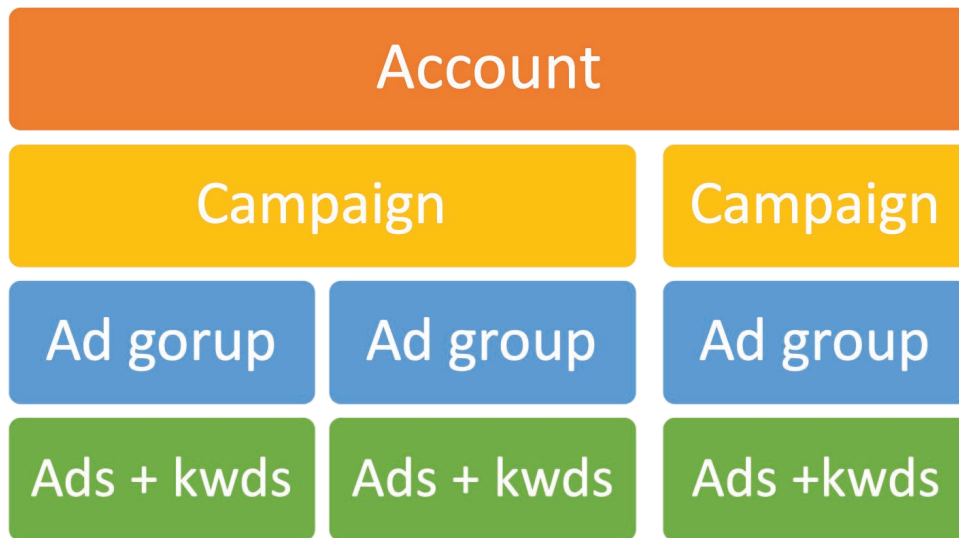 Account
Campaign Campaign
Ad gorup Ad group Ad group
Ads + kwds Ads + kwds Ads +kwds